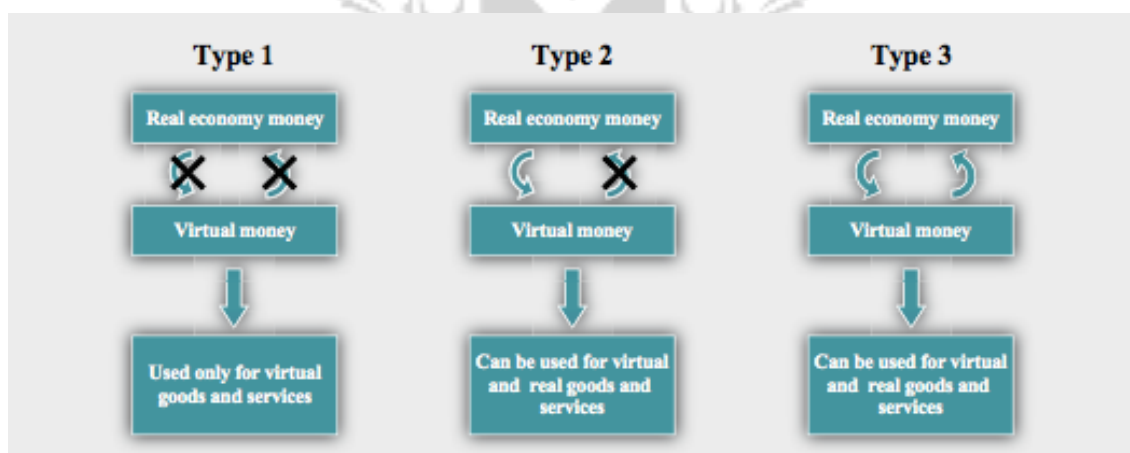 Type 1
Type 2
Type 3
Real economy money
Real economy money
Real economy money
Virtual money
Virtual money
Virtual money
Used only for virtual
goods and services
Can be used for virtual
and real goods and
services
Can be used for virtual
and real goods and
services